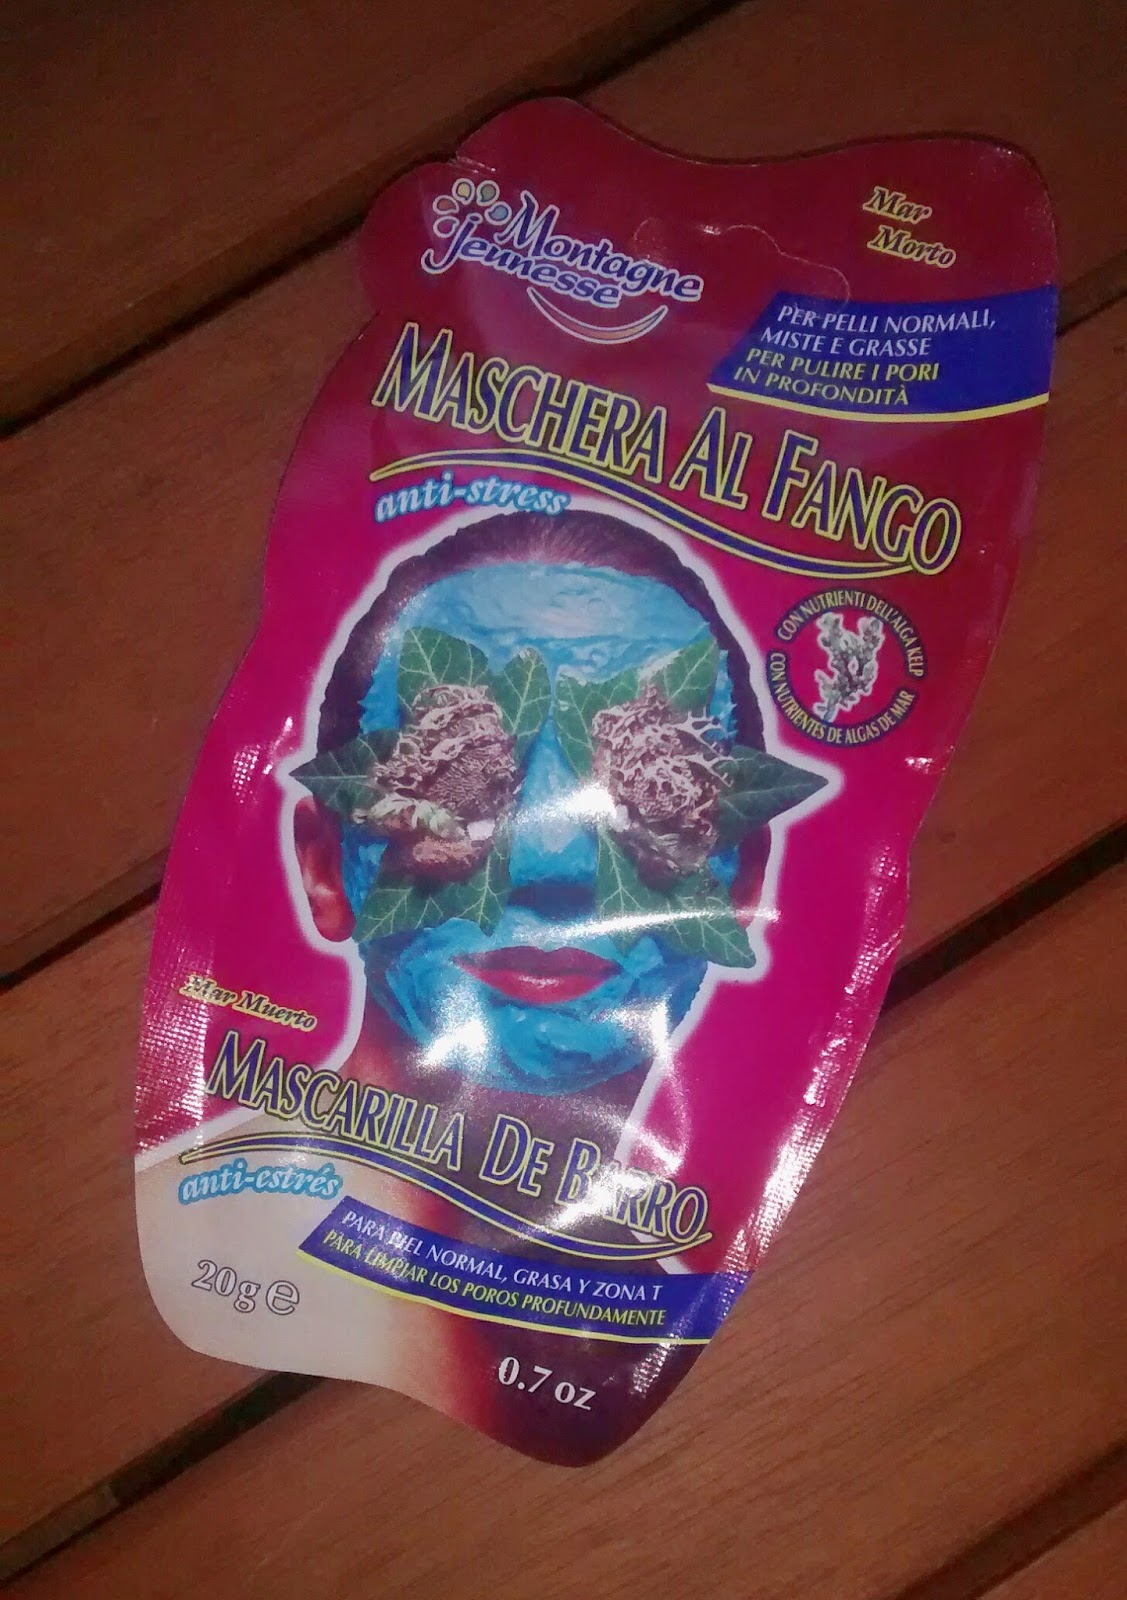 Montagne
Jeunesse
Mar
Morto
PER PELLI NORMALI,
MISTE E GRASSE
PER PULIRE I PORI
IN PROFONDITÀ
MASCHERA AL FANGO
anti-stress
CON NUTRIENTI DELL'ALGA KELP
CON NUTRIENTES DE ALGAS DE MAR
Mar Muerto
MASCARILLA DE BARRO
anti-estrés
PARA PIEL NORMAL, GRASA Y ZONA T
PARA LIMPIAR LOS POROS PROFUNDAMENTE
20g e
0.7 oz